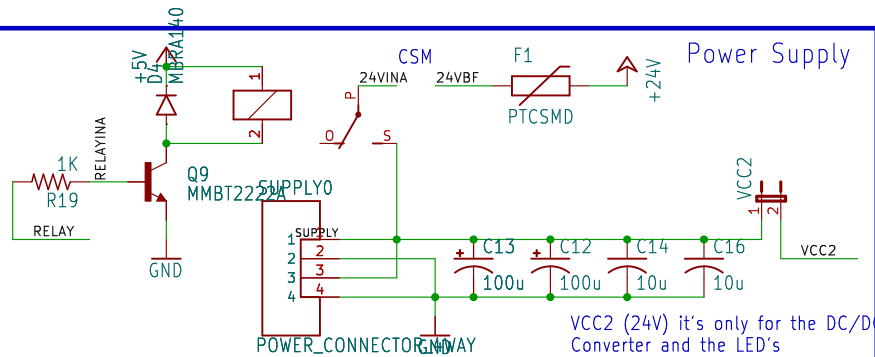 Power Supply
+5V
D4
MBRA140
1
2
CSM
24VINA
24VBF
P
O
S
F1
PTCSMD
+24V
RELAYINA
1K
R19
RELAY
Q9
MMBT2222A
GND
SUPPLY0
SUPPLY
1
1
2
2
3
3
4
4
POWER_CONNECTOR_4WAY
GND
C13
100u
C12
100u
C14
10u
C16
10u
VCC2
1
2
VCC2
VCC2 (24V) it's only for the DC/DC
Converter and the LED's